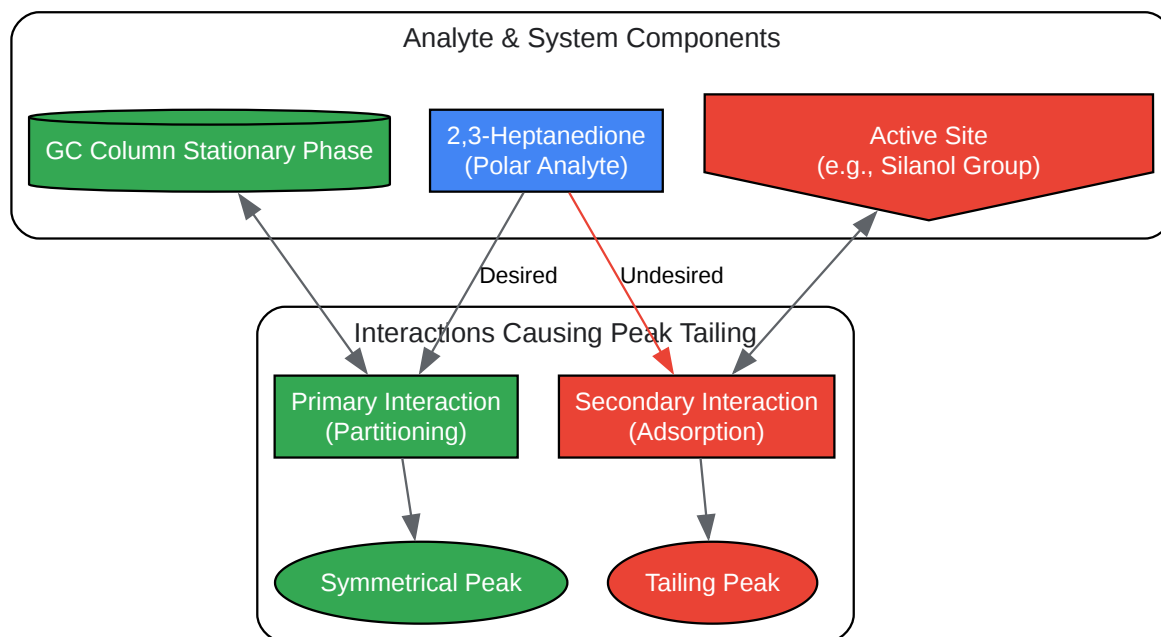 Analyte & System Components
GC Column Stationary Phase
2,3-Heptanedione
(Polar Analyte)
Active Site
(e.g., Silanol Group)
Desired
Undesired
Interactions Causing Peak Tailing
Primary Interaction
(Partitioning)
Secondary Interaction
(Adsorption)
Symmetrical Peak
Tailing Peak